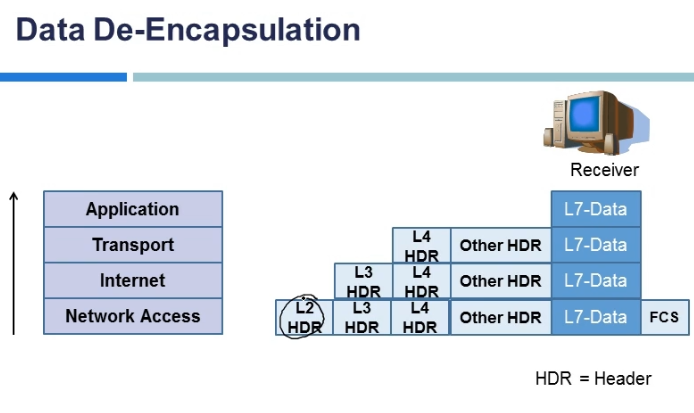 Data De-Encapsulation
Receiver
Application
L7-Data
Transport
L4 HDR
Other HDR
L7-Data
Internet
L3 HDR
L4 HDR
Other HDR
L7-Data
Network Access
L2 HDR
L3 HDR
L4 HDR
Other HDR
L7-Data
FCS
HDR = Header